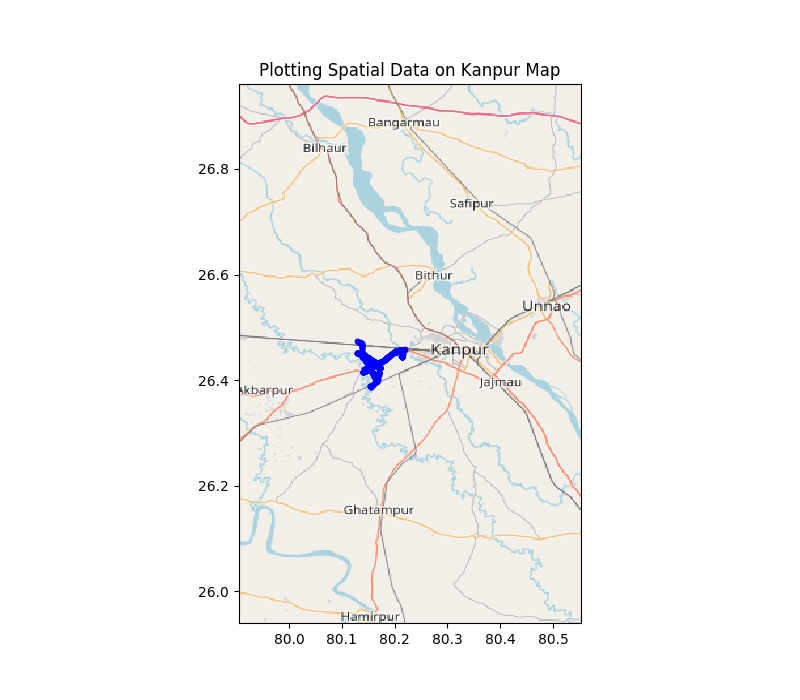 Plotting Spatial Data on Kanpur Map
Bangarmau
Bilhaur
26.8
Safipur
Bithur
26.6
Unnao
Kanpur
26.4
Jajmau
Akbarpur
26.2
Ghatampur
26.0
Hamirpur
80.0 80.1 80.2 80.3 80.4 80.5